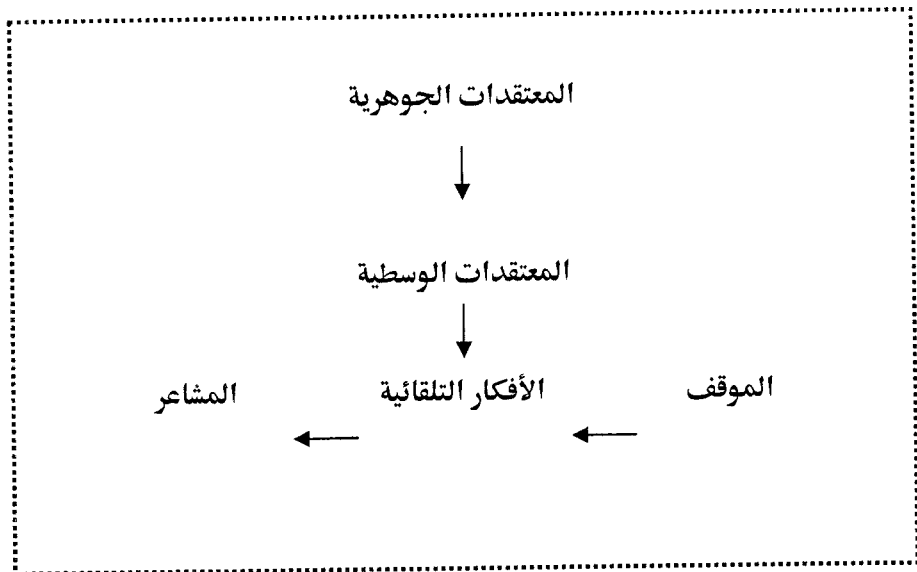 المعتقدات الجوهرية
المعتقدات الوسطية
الموقف الأفكار التلقائية المشاعر